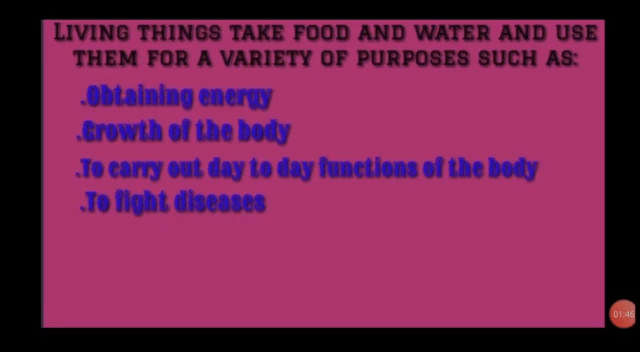 LIVING THINGS TAKE FOOD AND WATER AND USE
THEM FOR A VARIETY OF PURPOSES SUCH AS:
.Obtaining energy
.Growth of the body
.To carry out day to day functions of the body
.To fight diseases
01:46